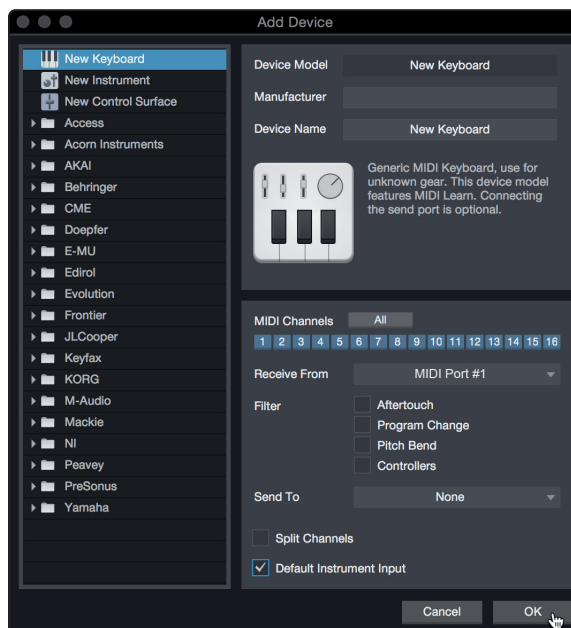 Add Device
New Keyboard
New Instrument
New Control Surface
Access
Acorn Instruments
AKAI
Behringer
CME
Doepfer
E-MU
Edirol
Evolution
Frontier
JLCooper
Keyfax
KORG
M-Audio
Mackie
NI
Peavey
PreSonus
Yamaha
Device Model New Keyboard
Manufacturer
Device Name New Keyboard
Generic MIDI Keyboard, use for
unknown gear. This device model
features MIDI Learn. Connecting
the send port is optional.
MIDI Channels All
1 2 3 4 5 6 7 8 9 10 11 12 13 14 15 16
Receive From MIDI Port #1
Filter Aftertouch
Program Change
Pitch Bend
Controllers
Send To None
Split Channels
Default Instrument Input
Cancel OK